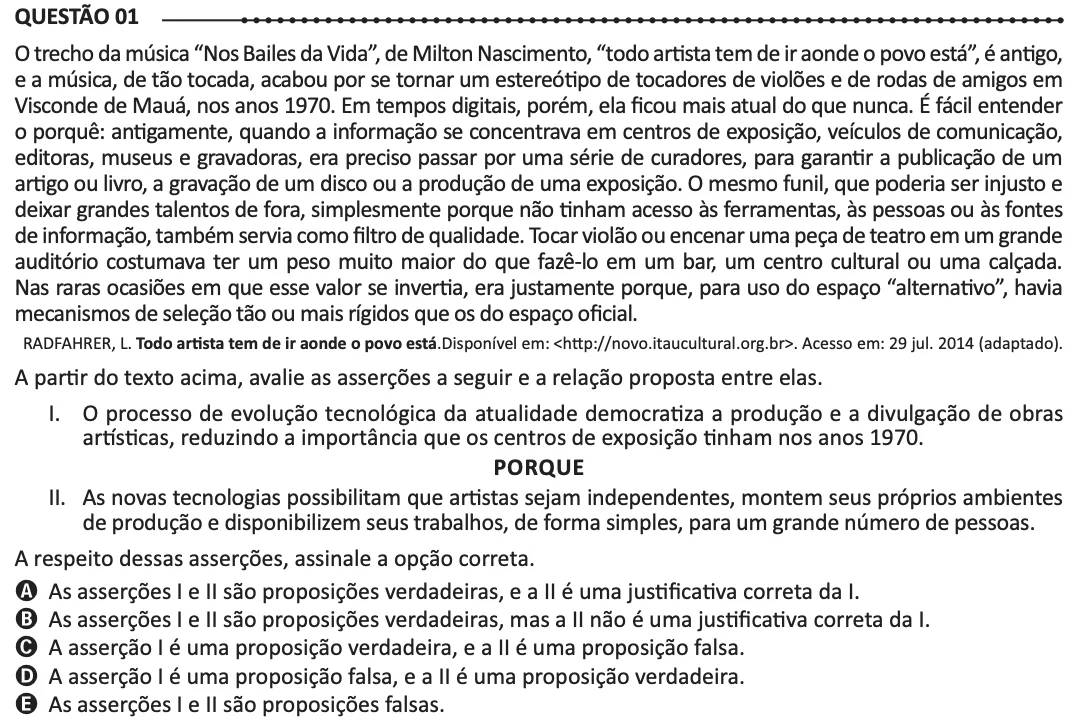 QUESTÃO 01
O trecho da música “Nos Bailes da Vida”, de Milton Nascimento, “todo artista tem de ir aonde o povo está”, é antigo,
e a música, de tão tocada, acabou por se tornar um estereótipo de tocadores de violões e de rodas de amigos em
Visconde de Mauá, nos anos 1970. Em tempos digitais, porém, ela ficou mais atual do que nunca. É fácil entender
o porquê: antigamente, quando a informação se concentrava em centros de exposição, veículos de comunicação,
editoras, museus e gravadoras, era preciso passar por uma série de curadores, para garantir a publicação de um
artigo ou livro, a gravação de um disco ou a produção de uma exposição. O mesmo funil, que poderia ser injusto e
deixar grandes talentos de fora, simplesmente porque não tinham acesso às ferramentas, às pessoas ou às fontes
de informação, também servia como filtro de qualidade. Tocar violão ou encenar uma peça de teatro em um grande
auditório costumava ter um peso muito maior do que fazê-lo em um bar, um centro cultural ou uma calçada.
Nas raras ocasiões em que esse valor se invertia, era justamente porque, para uso do espaço “alternativo”, havia
mecanismos de seleção tão ou mais rígidos que os do espaço oficial.
RADFAHRER, L. Todo artista tem de ir aonde o povo está.Disponível em: <http://novo.itaucultural.org.br>. Acesso em: 29 jul. 2014 (adaptado).
A partir do texto acima, avalie as asserções a seguir e a relação proposta entre elas.
I. O processo de evolução tecnológica da atualidade democratiza a produção e a divulgação de obras
artísticas, reduzindo a importância que os centros de exposição tinham nos anos 1970.
PORQUE
II. As novas tecnologias possibilitam que artistas sejam independentes, montem seus próprios ambientes
de produção e disponibilizem seus trabalhos, de forma simples, para um grande número de pessoas.
A respeito dessas asserções, assinale a opção correta.
A As asserções I e II são proposições verdadeiras, e a II é uma justificativa correta da I.
B As asserções I e II são proposições verdadeiras, mas a II não é uma justificativa correta da I.
C A asserção I é uma proposição verdadeira, e a II é uma proposição falsa.
D A asserção I é uma proposição falsa, e a II é uma proposição verdadeira.
E As asserções I e II são proposições falsas.